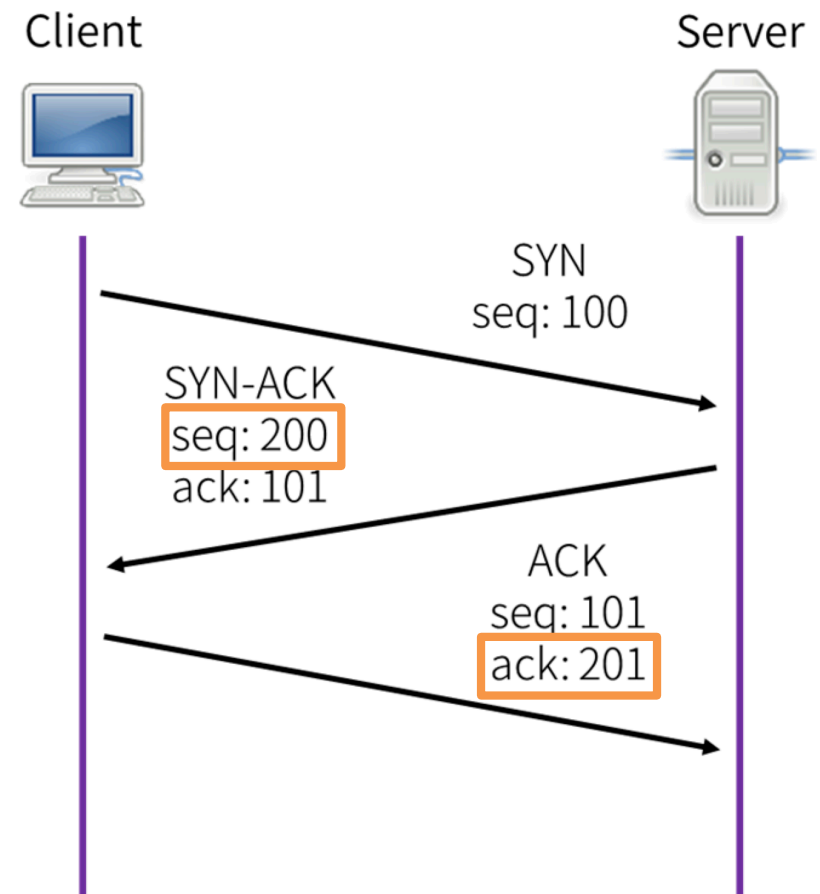 Client
Server
SYN
seq: 100
SYN-ACK
seq: 200
ack: 101
ACK
seq: 101
ack: 201